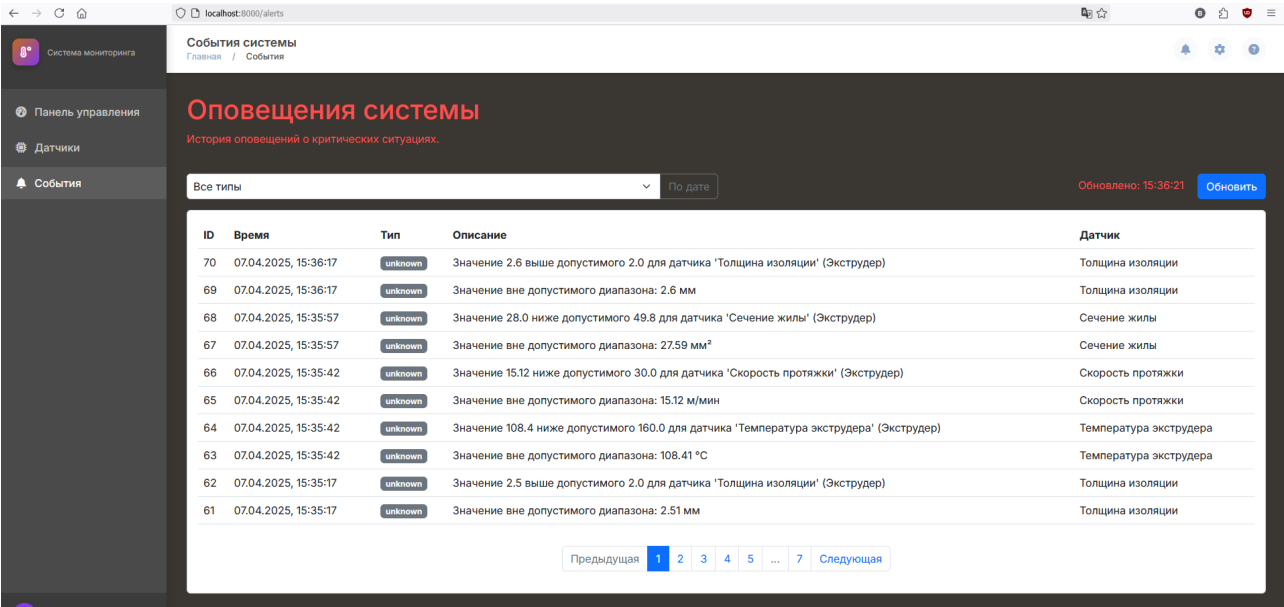 localhost:8000/alerts
Система мониторинга
События системы
Главная / События
Панель управления
Датчики
События
Оповещения системы
История оповещений о критических ситуациях.
Все типы По дате Обновлено: 15:36:21 Обновить
ID Время Тип Описание Датчик
70 07.04.2025, 15:36:17 unknown Значение 2.6 выше допустимого 2.0 для датчика 'Толщина изоляции' (Экструдер) Толщина изоляции
69 07.04.2025, 15:36:17 unknown Значение вне допустимого диапазона: 2.6 мм Толщина изоляции
68 07.04.2025, 15:35:57 unknown Значение 28.0 ниже допустимого 49.8 для датчика 'Сечение жилы' (Экструдер) Сечение жилы
67 07.04.2025, 15:35:57 unknown Значение вне допустимого диапазона: 27.59 мм² Сечение жилы
66 07.04.2025, 15:35:42 unknown Значение 15.12 ниже допустимого 30.0 для датчика 'Скорость протяжки' (Экструдер) Скорость протяжки
65 07.04.2025, 15:35:42 unknown Значение вне допустимого диапазона: 15.12 м/мин Скорость протяжки
64 07.04.2025, 15:35:42 unknown Значение 108.4 ниже допустимого 160.0 для датчика 'Температура экструдера' (Экструдер) Температура экструдера
63 07.04.2025, 15:35:42 unknown Значение вне допустимого диапазона: 108.41 °C Температура экструдера
62 07.04.2025, 15:35:17 unknown Значение 2.5 выше допустимого 2.0 для датчика 'Толщина изоляции' (Экструдер) Толщина изоляции
61 07.04.2025, 15:35:17 unknown Значение вне допустимого диапазона: 2.51 мм Толщина изоляции
Предыдущая 1 2 3 4 5 ... 7 Следующая